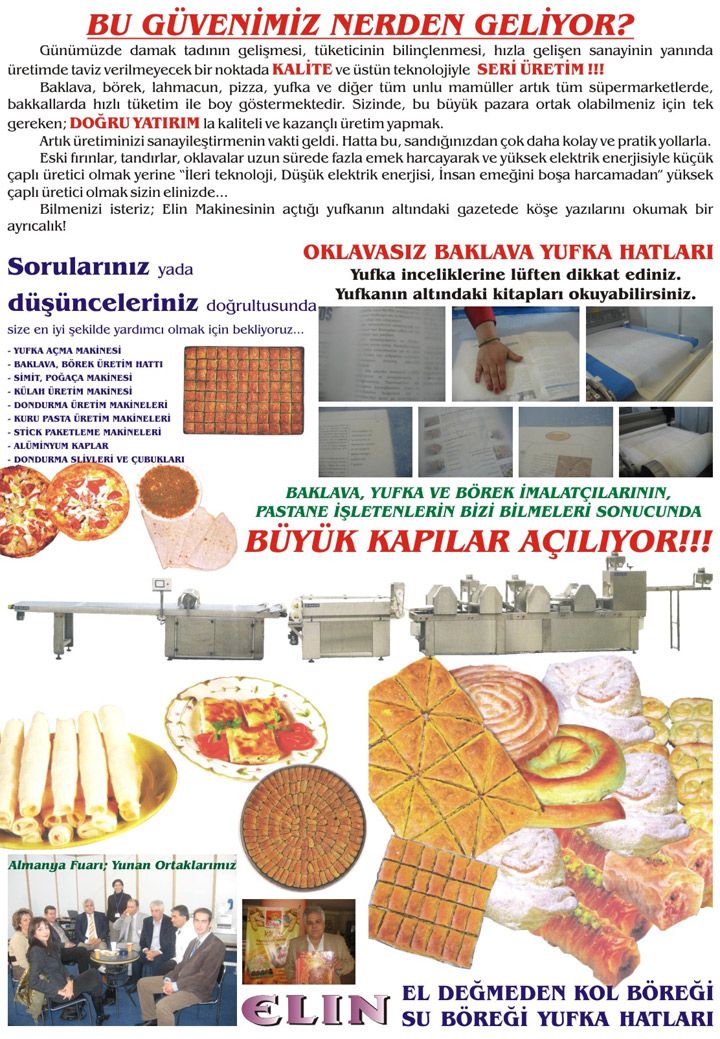 BU GÜVENİMİZ NERDEN GELİYOR?
Günümüzde damak tadının gelişmesi, tüketicinin bilinçlenmesi, hızla gelişen sanayinin yanında
üretimde taviz verilmeyecek bir noktada KALİTE ve üstün teknolojiyle SERİ ÜRETİM !!!
Baklava, börek, lahmacun, pizza, yufka ve diğer tüm unlu mamüller artık tüm süpermarketlerde,
bakkallarda hızlı tüketim ile boy göstermektedir. Sizinde, bu büyük pazara ortak olabilmeniz için tek
gereken; DOĞRU YATIRIM la kaliteli ve kazançlı üretim yapmak.
Artık üretiminizi sanayileştirmenin vakti geldi. Hatta bu, sandığınızdan çok daha kolay ve pratik yollarla.
Eski fırınlar, tandırlar, oklavalar uzun sürede fazla emek harcayarak ve yüksek elektrik enerjisiyle küçük
çaplı üretici olmak yerine "İleri teknoloji, Düşük elektrik enerjisi, İnsan emeğini boşa harcamadan" yüksek
çaplı üretici olmak sizin elinizde...
Bilmenizi isteriz; Elin Makinesinin açtığı yufkanın altındaki gazetede köşe yazılarını okumak bir
ayrıcalık!
Sorularınız yada
düşünceleriniz doğrultusunda
size en iyi şekilde yardımcı olmak için bekliyoruz...
- YUFKA AÇMA MAKİNESİ
- BAKLAVA, BÖREK ÜRETİM HATTI
- SİMİT, POĞAÇA MAKİNESİ
- KÜLAH ÜRETİM MAKİNESİ
- DONDURMA ÜRETİM MAKİNELERİ
- KURU PASTA ÜRETİM MAKİNELERİ
- STİCK PAKETLEME MAKİNELERİ
- ALÜMİNYUM KAPLAR
- DONDURMA SLİVLERİ VE ÇUBUKLARI
OKLAVASIZ BAKLAVA YUFKA HATLARI
Yufka inceliklerine lüften dikkat ediniz.
Yufkanın altındaki kitapları okuyabilirsiniz.
BAKLAVA, YUFKA VE BÖREK İMALATÇILARININ,
PASTANE İŞLETENLERİN BİZİ BİLMELERİ SONUCUNDA
BÜYÜK KAPILAR AÇILIYOR!!!
Almanya Fuarı; Yunan Ortaklarımız
ELIN
EL DEĞMEDEN KOL BÖREĞİ
SU BÖREĞİ YUFKA HATLARI